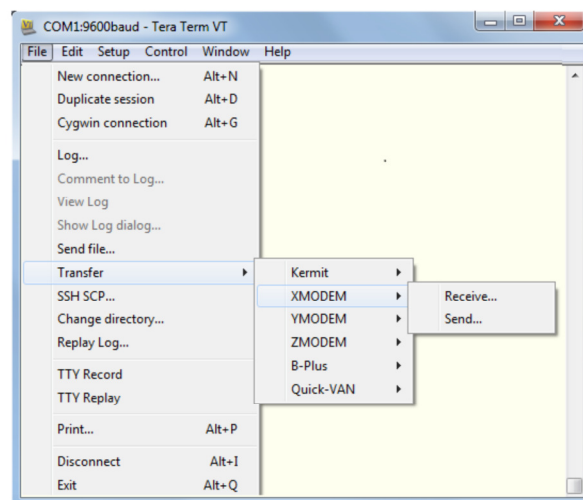 COM1:9600baud - Tera Term VT
File Edit Setup Control Window Help
New connection... Alt+N
Duplicate session Alt+D
Cygwin connection Alt+G
Log...
Comment to Log...
View Log
Show Log dialog...
Send file...
Transfer
SSH SCP...
Change directory...
Replay Log...
TTY Record
TTY Replay
Print... Alt+P
Disconnect Alt+I
Exit Alt+Q
Kermit
XMODEM
YMODEM
ZMODEM
B-Plus
Quick-VAN
Receive...
Send...